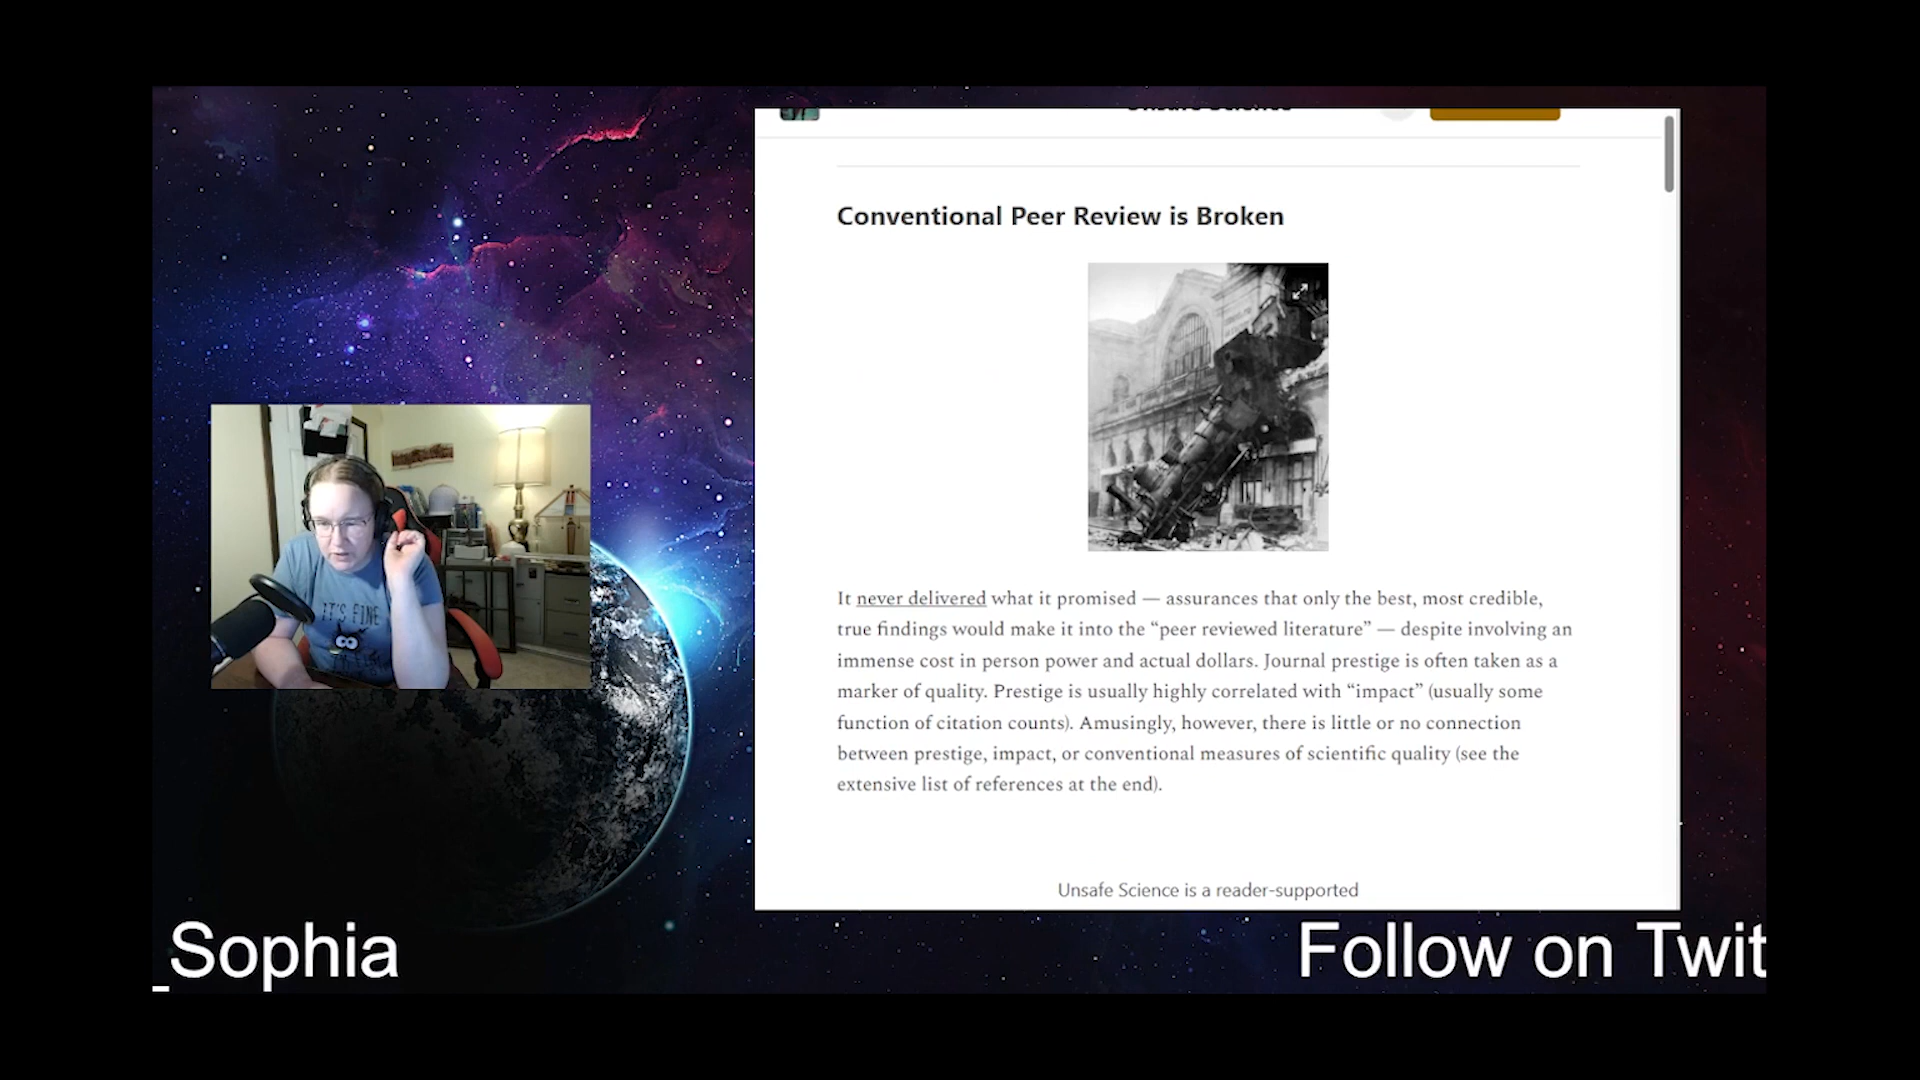 Unsafe Science
Conventional Peer Review is Broken
It never delivered what it promised — assurances that only the best, most credible,
true findings would make it into the “peer reviewed literature” — despite involving an
immense cost in person power and actual dollars. Journal prestige is often taken as a
marker of quality. Prestige is usually highly correlated with “impact” (usually some
function of citation counts). Amusingly, however, there is little or no connection
between prestige, impact, or conventional measures of scientific quality (see the
extensive list of references at the end).
Unsafe Science is a reader-supported
IT'S FINE
I'M FINE
_Sophia
Follow on Twit